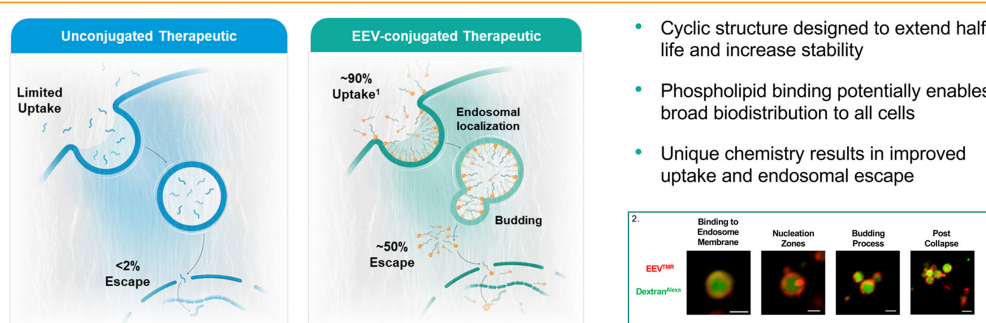 Unconjugated Therapeutic
Limited
Uptake
<2%
Escape
EEV-conjugated Therapeutic
~90%
Uptake¹
Endosomal
localization
Budding
~50%
Escape
• Cyclic structure designed to extend half
life and increase stability
• Phospholipid binding potentially enables
broad biodistribution to all cells
• Unique chemistry results in improved
uptake and endosomal escape
2.
Binding to
Endosome
Membrane
Nucleation
Zones
Budding
Process
Post
Collapse
EEV^TMR
Dextran^Alexa